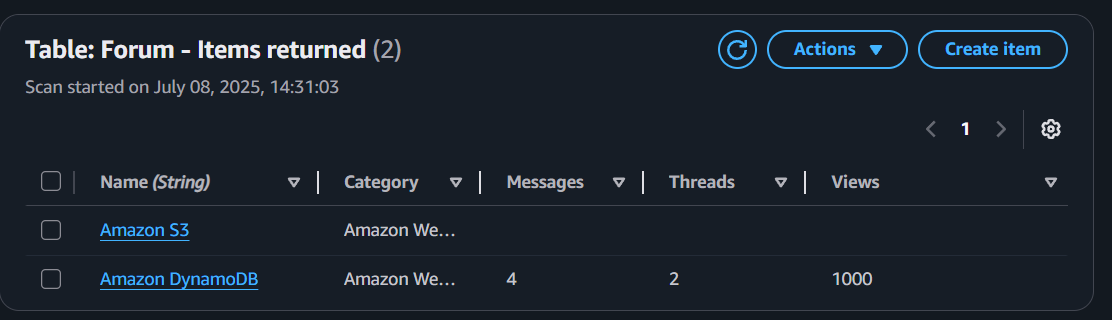 Table: Forum - Items returned (2)
Actions
Create item
Scan started on July 08, 2025, 14:31:03
1
Name (String) Category Messages Threads Views
Amazon S3 Amazon We...
Amazon DynamoDB Amazon We... 4 2 1000